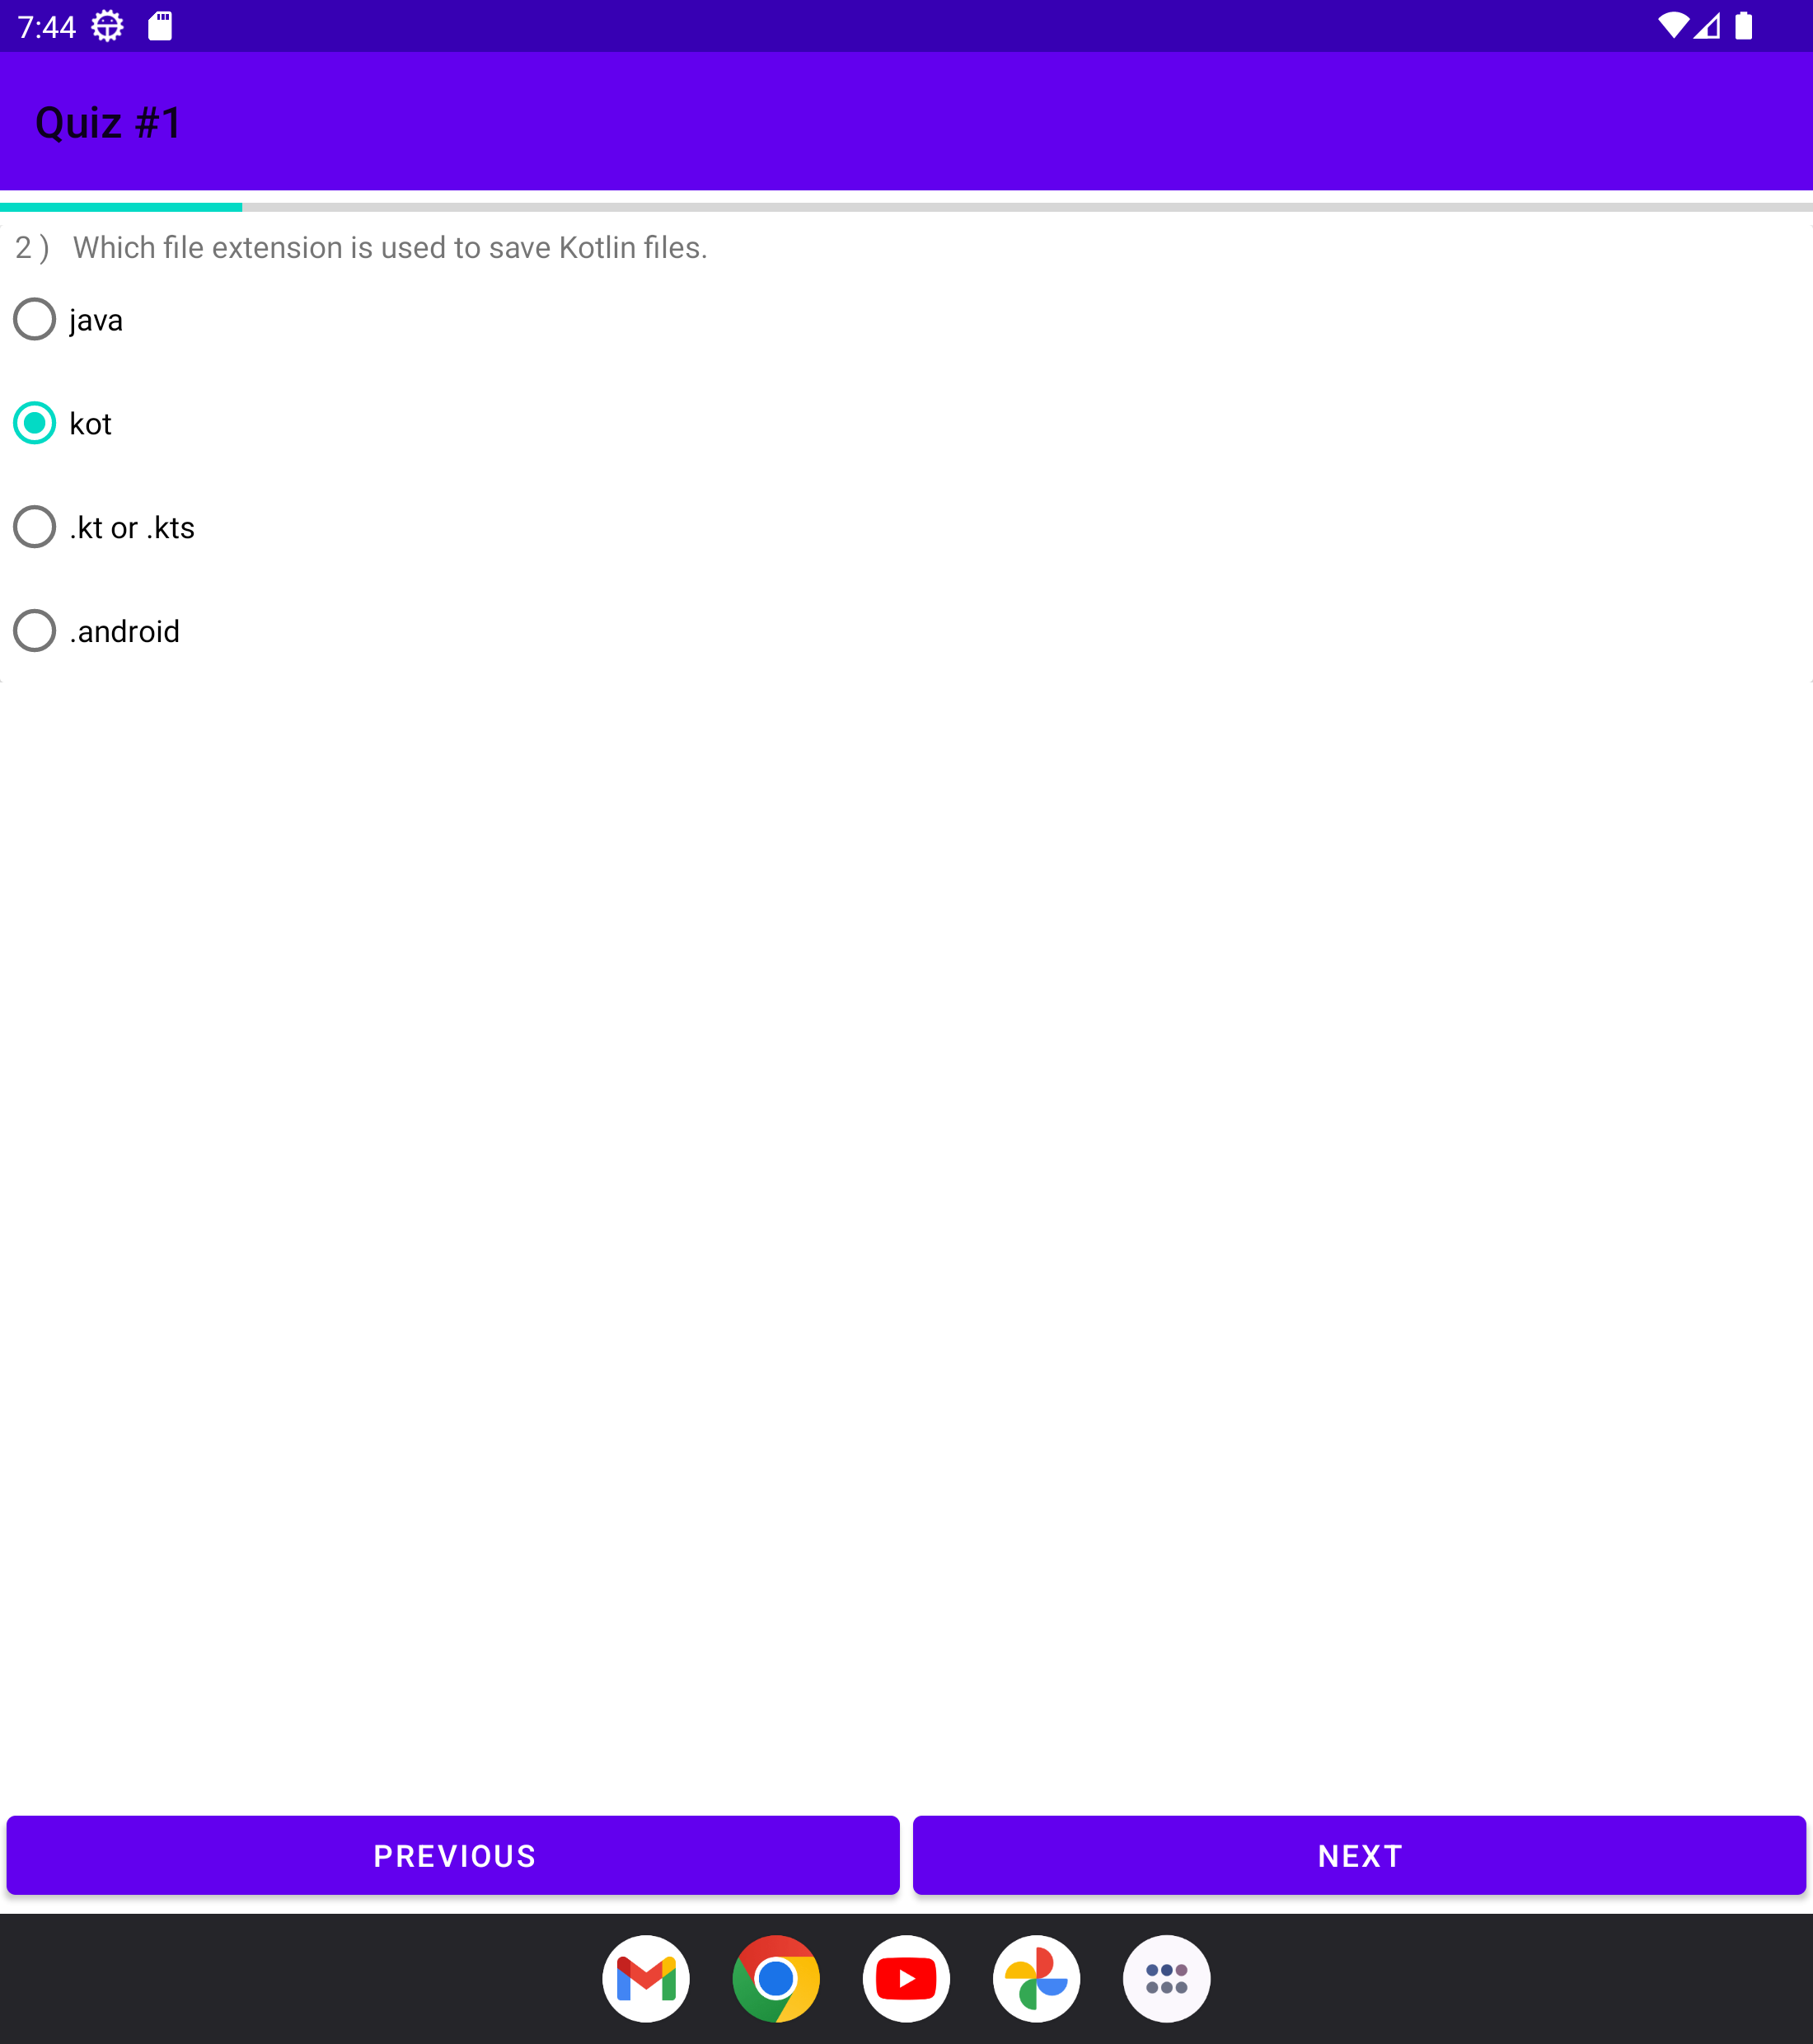 7:44
Quiz #1
2 ) Which file extension is used to save Kotlin files.
java
kot
.kt or .kts
.android
PREVIOUS
NEXT